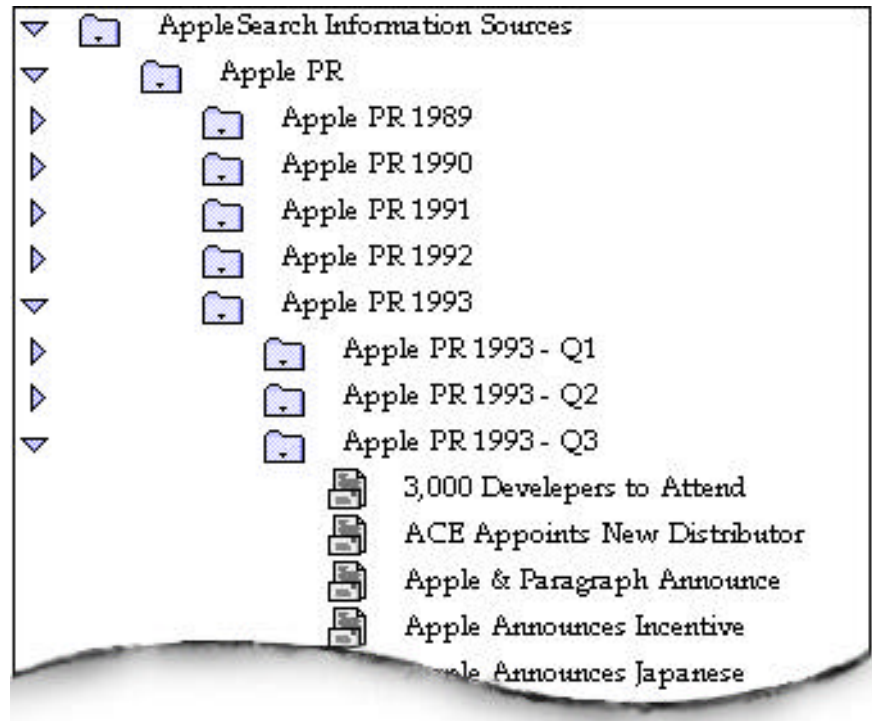 AppleSearch Information Sources
Apple PR
Apple PR 1989
Apple PR 1990
Apple PR 1991
Apple PR 1992
Apple PR 1993
Apple PR 1993 - Q1
Apple PR 1993 - Q2
Apple PR 1993 - Q3
3,000 Develepers to Attend
ACE Appoints New Distributor
Apple & Paragraph Announce
Apple Announces Incentive
Announces Japanese